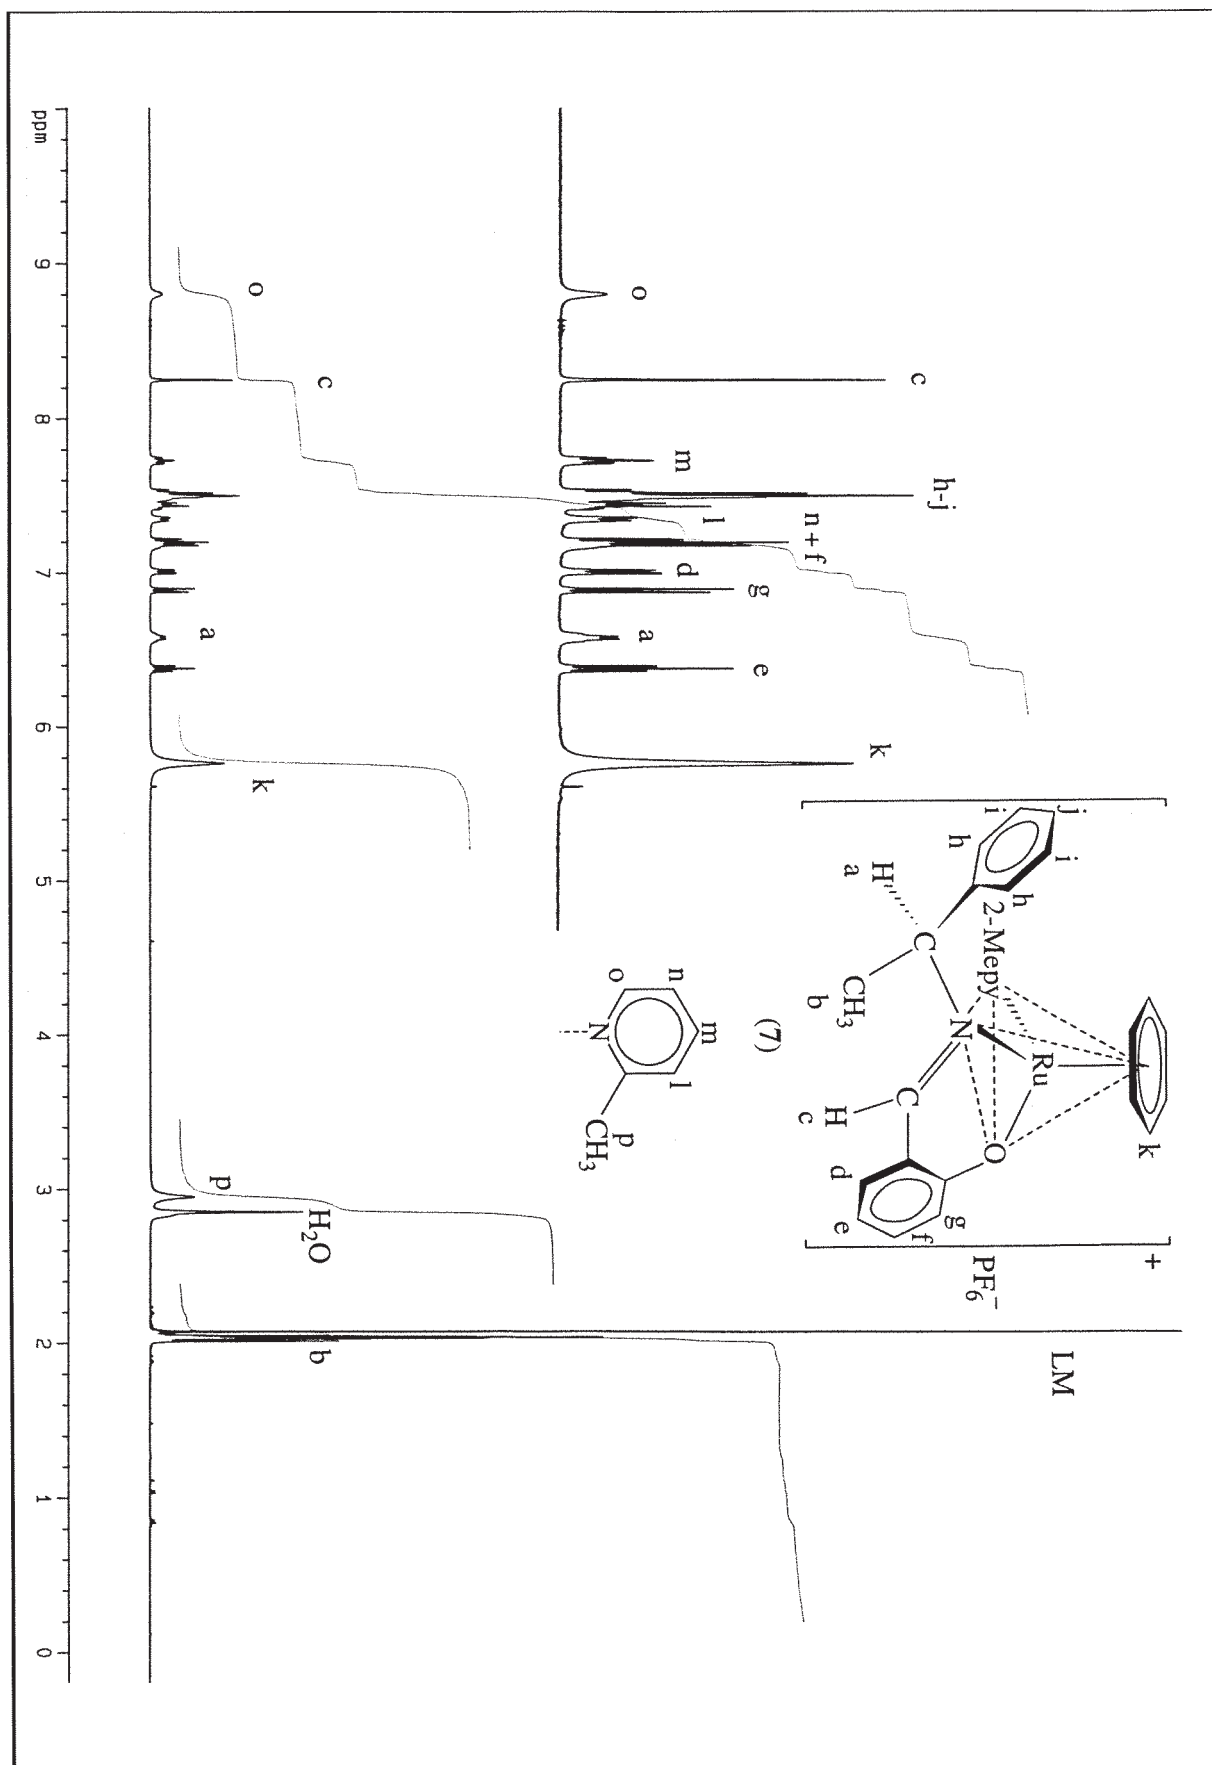 o
c
m
h-j
l
n + f
d
g
a
e
k
[
]
+
PF6−
j
i
i
h
h
H
a
C
2-Mepy
CH3
b
N
Ru
k
C
H
c
O
d
e
f
g
(7)
o
n
m
l
N
CH3
p
LM
o
c
a
k
p
H2O
b
ppm
9
8
7
6
5
4
3
2
1
0